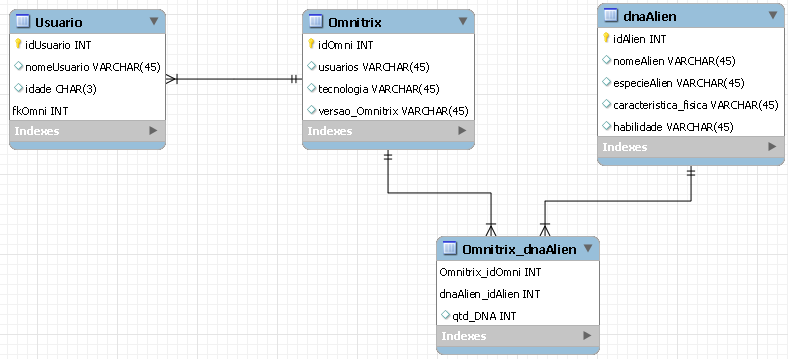 Usuario
idUsuario INT
nomeUsuario VARCHAR(45)
idade CHAR(3)
fkOmni INT
Indexes
Omnitrix
idOmni INT
usuarios VARCHAR(45)
tecnologia VARCHAR(45)
versao_Omnitrix VARCHAR(45)
Indexes
dnaAlien
idAlien INT
nomeAlien VARCHAR(45)
especieAlien VARCHAR(45)
caracteristica_fisica VARCHAR(45)
habilidade VARCHAR(45)
Indexes
Omnitrix_dnaAlien
Omnitrix_idOmni INT
dnaAlien_idAlien INT
qtd_DNA INT
Indexes